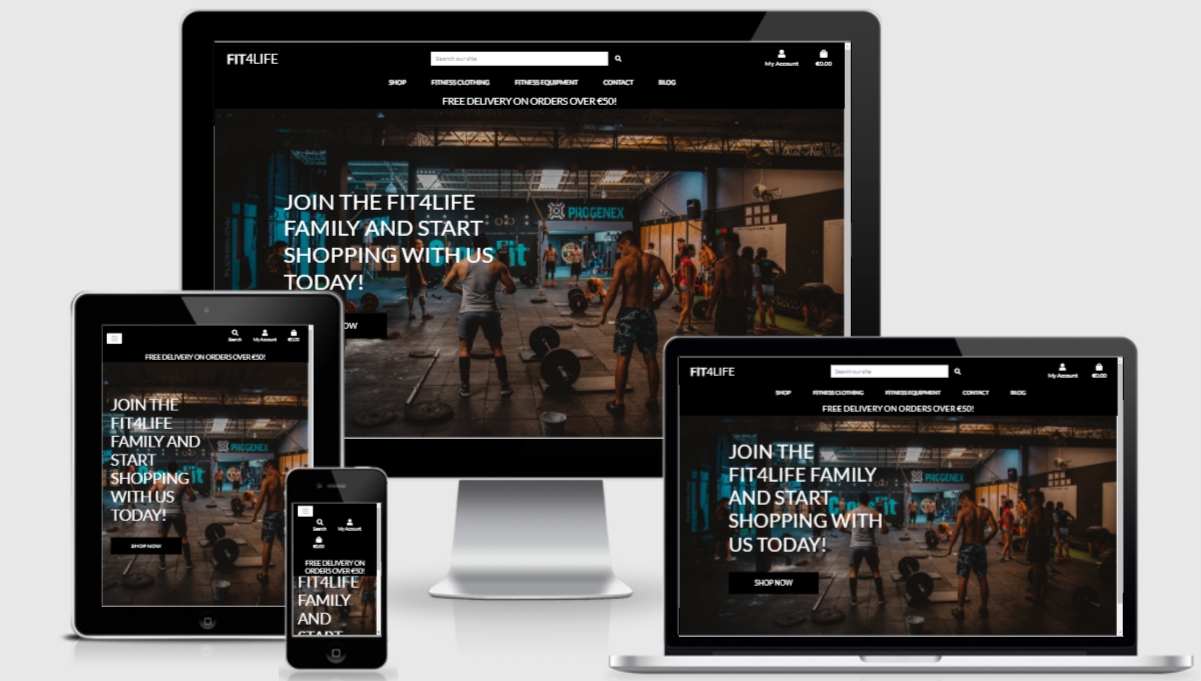 FIT4LIFE
Search our site
My Account
€0.00
SHOP FITNESS CLOTHING FITNESS EQUIPMENT CONTACT BLOG
FREE DELIVERY ON ORDERS OVER €50!
PROGENEX
JOIN THE FIT4LIFE
FAMILY AND START
SHOPPING WITH US
TODAY!
Search
My Account
€0.00
FREE DELIVERY ON ORDERS OVER €50!
PROGENEX
CrossFit
JOIN THE
FIT4LIFE
FAMILY AND
START
SHOPPING
WITH US
TODAY!
SHOP NOW
Search
My Account
€0.00
FREE DELIVERY ON
ORDERS OVER €50!
FIT4LIFE
FAMILY
AND
START
FIT4LIFE
Search our site
My Account
€0.00
SHOP FITNESS CLOTHING FITNESS EQUIPMENT CONTACT BLOG
FREE DELIVERY ON ORDERS OVER €50!
PROGENEX
CrossFit
JOIN THE
FIT4LIFE FAMILY
AND START
SHOPPING WITH
US TODAY!
SHOP NOW